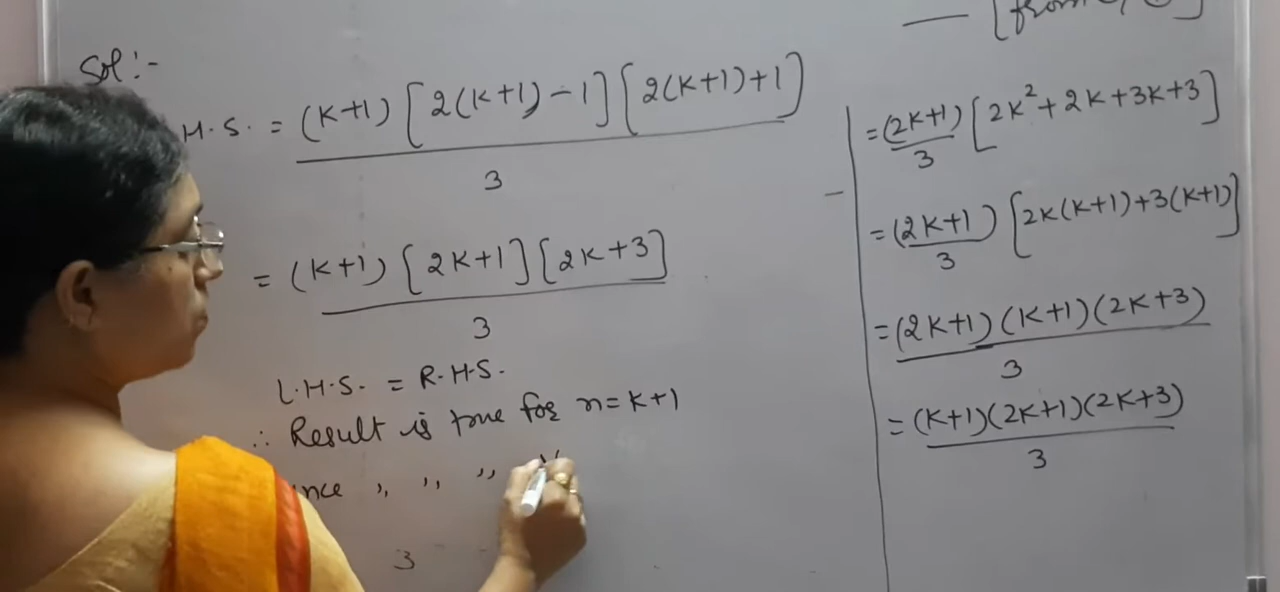 Sol:-
H.S. = (K+1) [2(K+1)-1] [2(K+1)+1]
3
= (K+1) [2K+1] [2K+3]
3
L.H.S. = R.H.S.
∴ Result is true for n=K+1
nce ,, ,, ,,
3
[from
= (2K+1) [2K²+2K+3K+3]
3
= (2K+1) [2K(K+1)+3(K+1)]
3
= (2K+1)(K+1)(2K+3)
3
= (K+1)(2K+1)(2K+3)
3